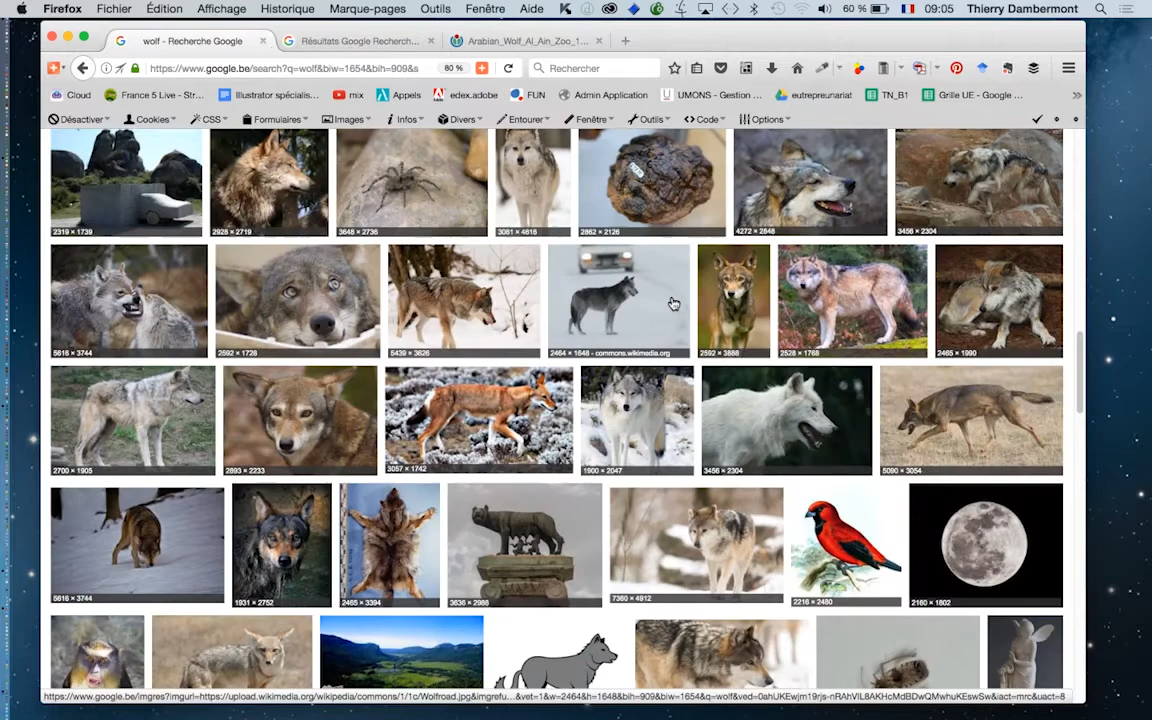 Firefox Fichier Édition Affichage Historique Marque-pages Outils Fenêtre Aide 60 % 09:05 Thierry Dambermont
wolf - Recherche Google Résultats Google Recherch... Arabian_Wolf_Al_Ain_Zoo_1...
https://www.google.be/search?q=wolf&biw=1654&bih=909&s 80 % Rechercher
Cloud France 5 Live - Str... Illustrator spécialis... mix Appels edex.adobe FUN Admin Application UMONS - Gestion ... eutrepreunariat TN_B1 Grille UE - Google ...
Désactiver Cookies CSS Formulaires Images Infos Divers Entourer Fenêtre Outils Code Options
2319 × 1739 2928 × 2719 3648 × 2736 3081 × 4616 2862 × 2126 4272 × 2848 3456 × 2304
5616 × 3744 2592 × 1728 5439 × 3626 2464 × 1648 - commons.wikimedia.org 2592 × 3888 2528 × 1768 2465 × 1990
2700 × 1905 2893 × 2233 3057 × 1742 1900 × 2047 3456 × 2304 5090 × 3054
5616 × 3744 1931 × 2752 2465 × 3394 3636 × 2986 7360 × 4912 2216 × 2480 2160 × 1802